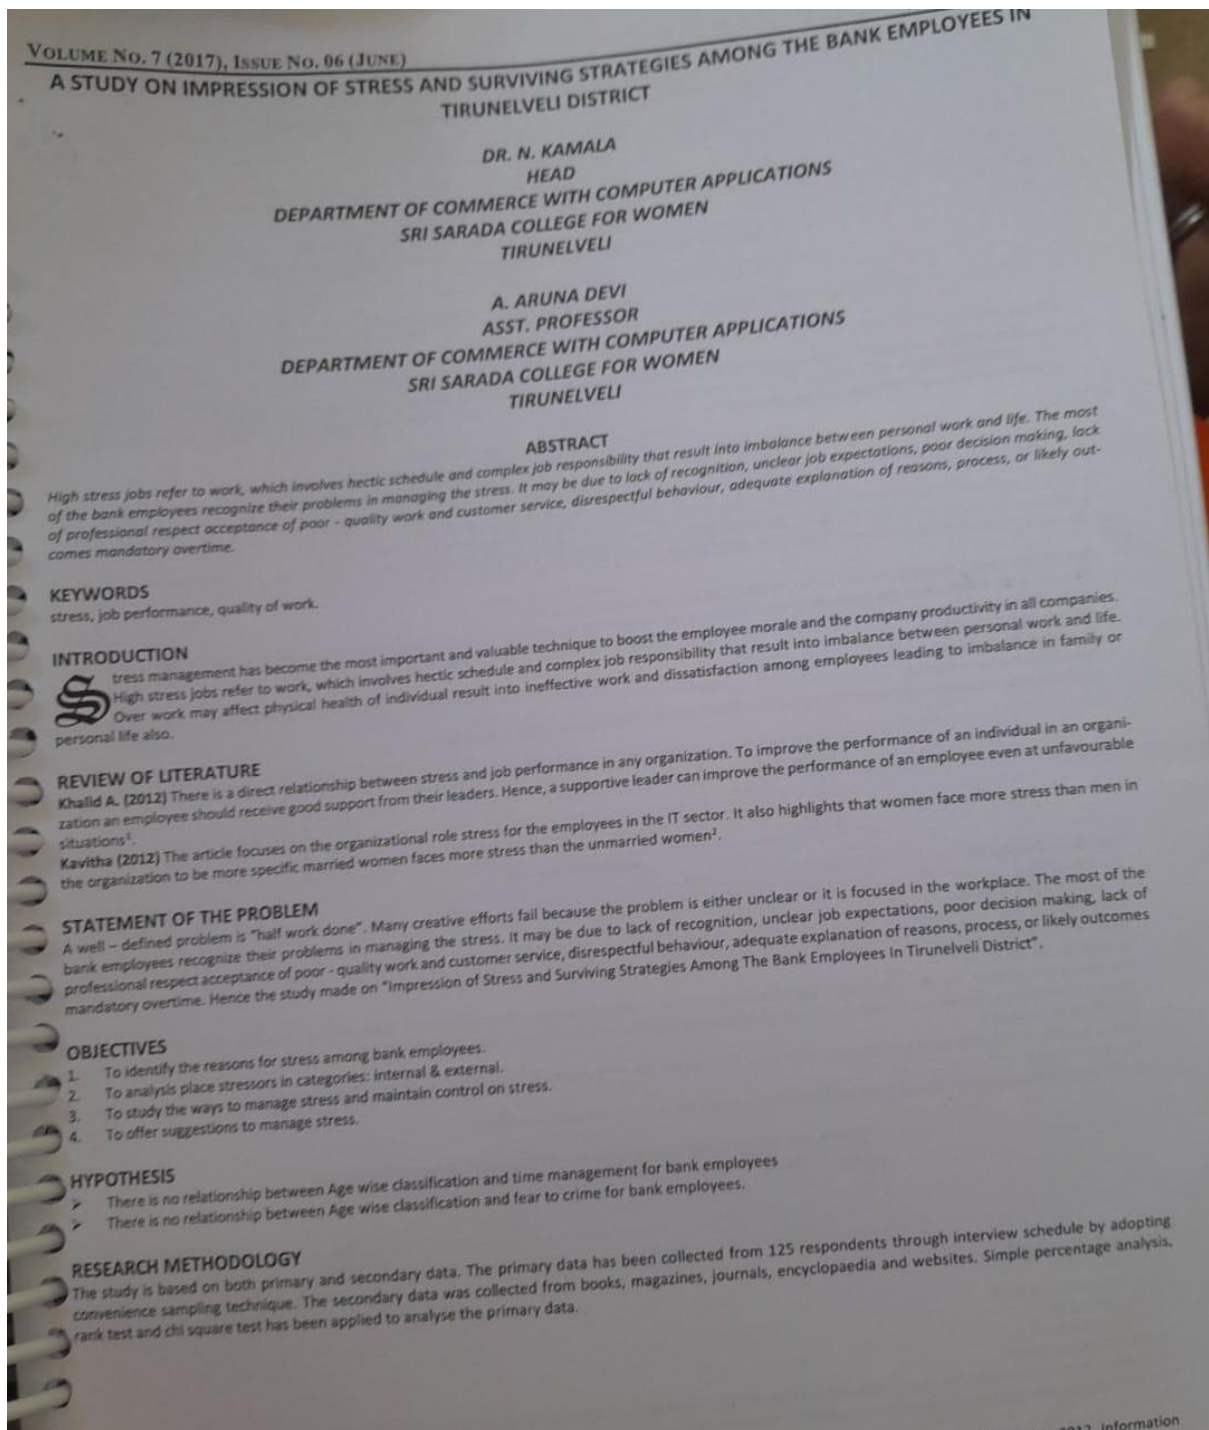 VOLUME NO. 7 (2017), ISSUE NO. 06 (JUNE)
A STUDY ON IMPRESSION OF STRESS AND SURVIVING STRATEGIES AMONG THE BANK EMPLOYEES IN
TIRUNELVELI DISTRICT
DR. N. KAMALA
HEAD
DEPARTMENT OF COMMERCE WITH COMPUTER APPLICATIONS
SRI SARADA COLLEGE FOR WOMEN
TIRUNELVELI
A. ARUNA DEVI
ASST. PROFESSOR
DEPARTMENT OF COMMERCE WITH COMPUTER APPLICATIONS
SRI SARADA COLLEGE FOR WOMEN
TIRUNELVELI
ABSTRACT
High stress jobs refer to work, which involves hectic schedule and complex job responsibility that result into imbalance between personal work and life. The most
of the bank employees recognize their problems in managing the stress. It may be due to lack of recognition, unclear job expectations, poor decision making, lack
of professional respect acceptance of poor - quality work and customer service, disrespectful behaviour, adequate explanation of reasons, process, or likely out-
comes mandatory overtime.
KEYWORDS
stress, job performance, quality of work.
INTRODUCTION
Stress management has become the most important and valuable technique to boost the employee morale and the company productivity in all companies.
High stress jobs refer to work, which involves hectic schedule and complex job responsibility that result into imbalance between personal work and life.
Over work may affect physical health of individual result into ineffective work and dissatisfaction among employees leading to imbalance in family or
personal life also.
REVIEW OF LITERATURE
Khalid A. (2012) There is a direct relationship between stress and job performance in any organization. To improve the performance of an individual in an organi-
zation an employee should receive good support from their leaders. Hence, a supportive leader can improve the performance of an employee even at unfavourable
situations¹.
Kavitha (2012) The article focuses on the organizational role stress for the employees in the IT sector. It also highlights that women face more stress than men in
the organization to be more specific married women faces more stress than the unmarried women².
STATEMENT OF THE PROBLEM
A well – defined problem is "half work done". Many creative efforts fail because the problem is either unclear or it is focused in the workplace. The most of the
bank employees recognize their problems in managing the stress. It may be due to lack of recognition, unclear job expectations, poor decision making, lack of
professional respect acceptance of poor - quality work and customer service, disrespectful behaviour, adequate explanation of reasons, process, or likely outcomes
mandatory overtime. Hence the study made on "Impression of Stress and Surviving Strategies Among The Bank Employees In Tirunelveli District".
OBJECTIVES
1. To identify the reasons for stress among bank employees.
2. To analysis place stressors in categories: internal & external.
3. To study the ways to manage stress and maintain control on stress.
4. To offer suggestions to manage stress.
HYPOTHESIS
➢ There is no relationship between Age wise classification and time management for bank employees
➢ There is no relationship between Age wise classification and fear to crime for bank employees.
RESEARCH METHODOLOGY
The study is based on both primary and secondary data. The primary data has been collected from 125 respondents through interview schedule by adopting
convenience sampling technique. The secondary data was collected from books, magazines, journals, encyclopaedia and websites. Simple percentage analysis,
rank test and chi square test has been applied to analyse the primary data.
Information